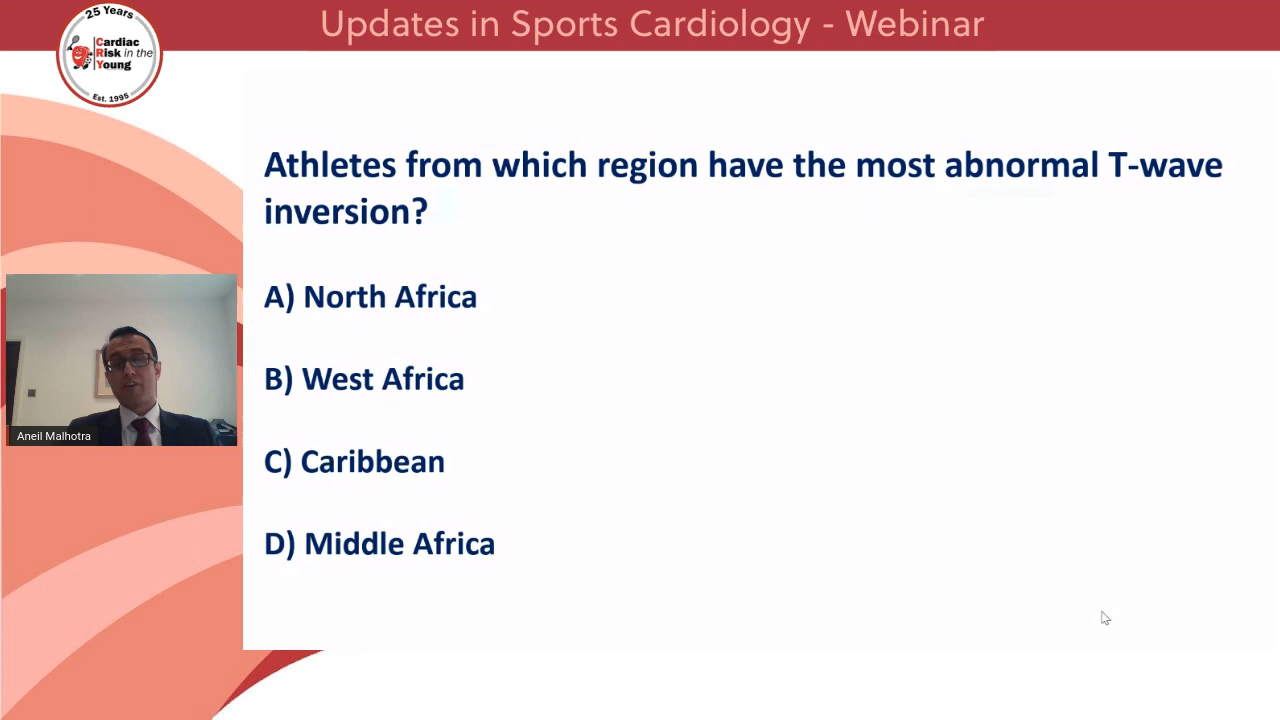 Updates in Sports Cardiology - Webinar
25 Years
Cardiac
Risk in the
Young
Est. 1995
Athletes from which region have the most abnormal T-wave
inversion?
A) North Africa
B) West Africa
C) Caribbean
D) Middle Africa
Aneil Malhotra